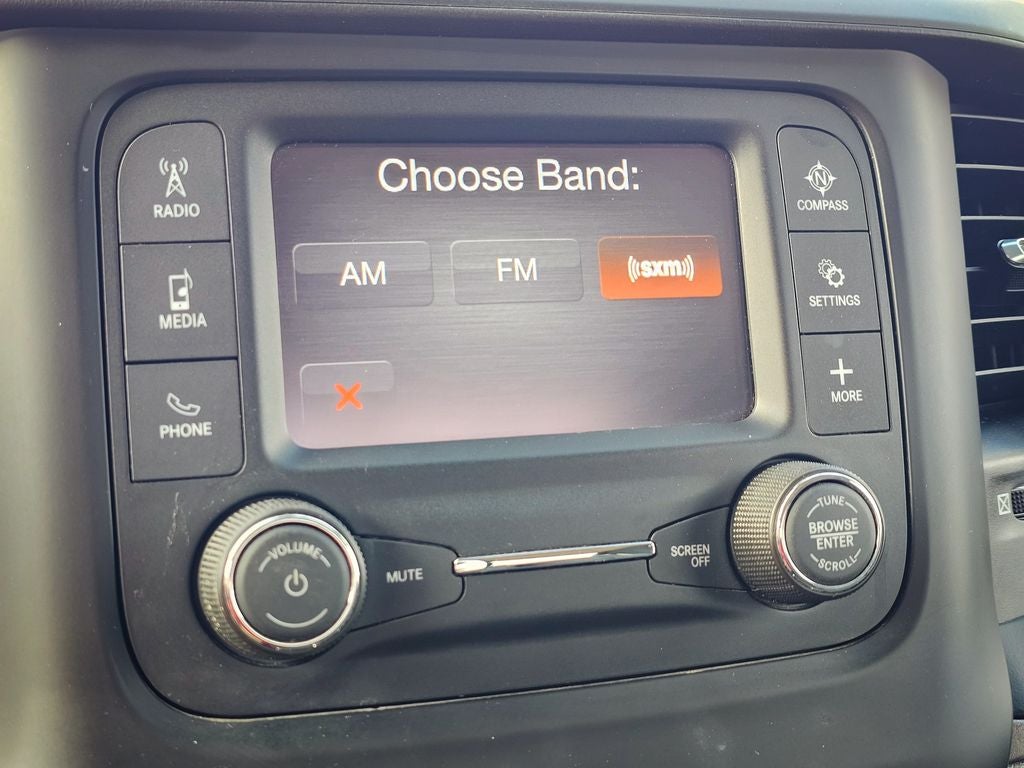 Choose Band:
AM
FM
((sxm))
RADIO
MEDIA
PHONE
N
COMPASS
SETTINGS
MORE
VOLUME
MUTE
SCREEN
OFF
TUNE
BROWSE
ENTER
SCROLL